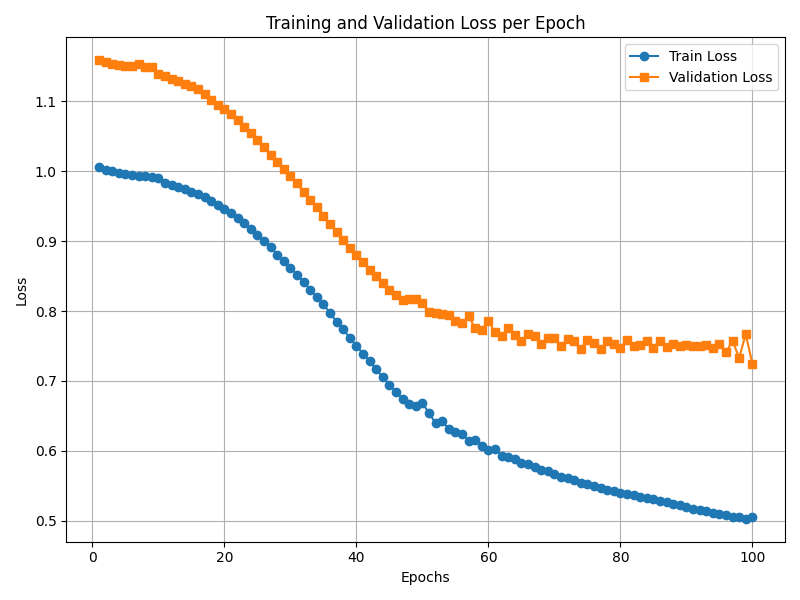 Training and Validation Loss per Epoch
Train Loss
Validation Loss
1.1
1.0
0.9
0.8
0.7
0.6
0.5
Loss
0 20 40 60 80 100
Epochs